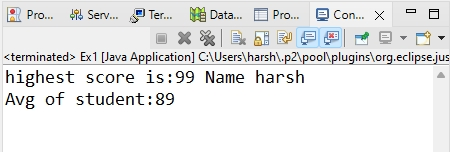 Pro... Serv... Ter... Data... Pro... Con...
<terminated> Ex1 [Java Application] C:\Users\harsh\.p2\pool\plugins\org.eclipse.jus
highest score is:99 Name harsh
Avg of student:89